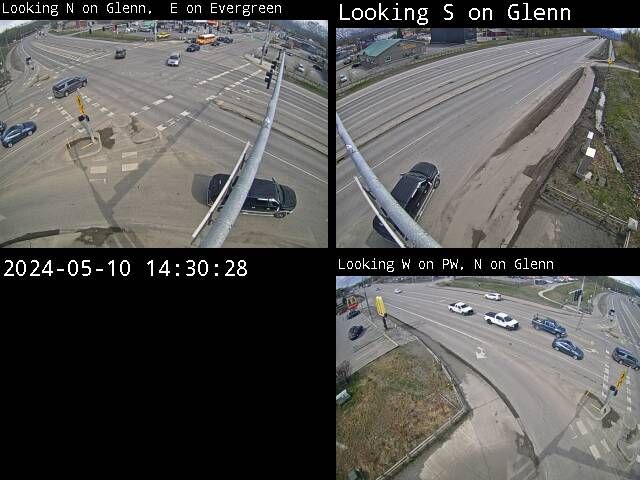 Looking N on Glenn,  E on Evergreen
Looking S on Glenn
2024-05-10 14:30:28
Looking W on PW, N on Glenn